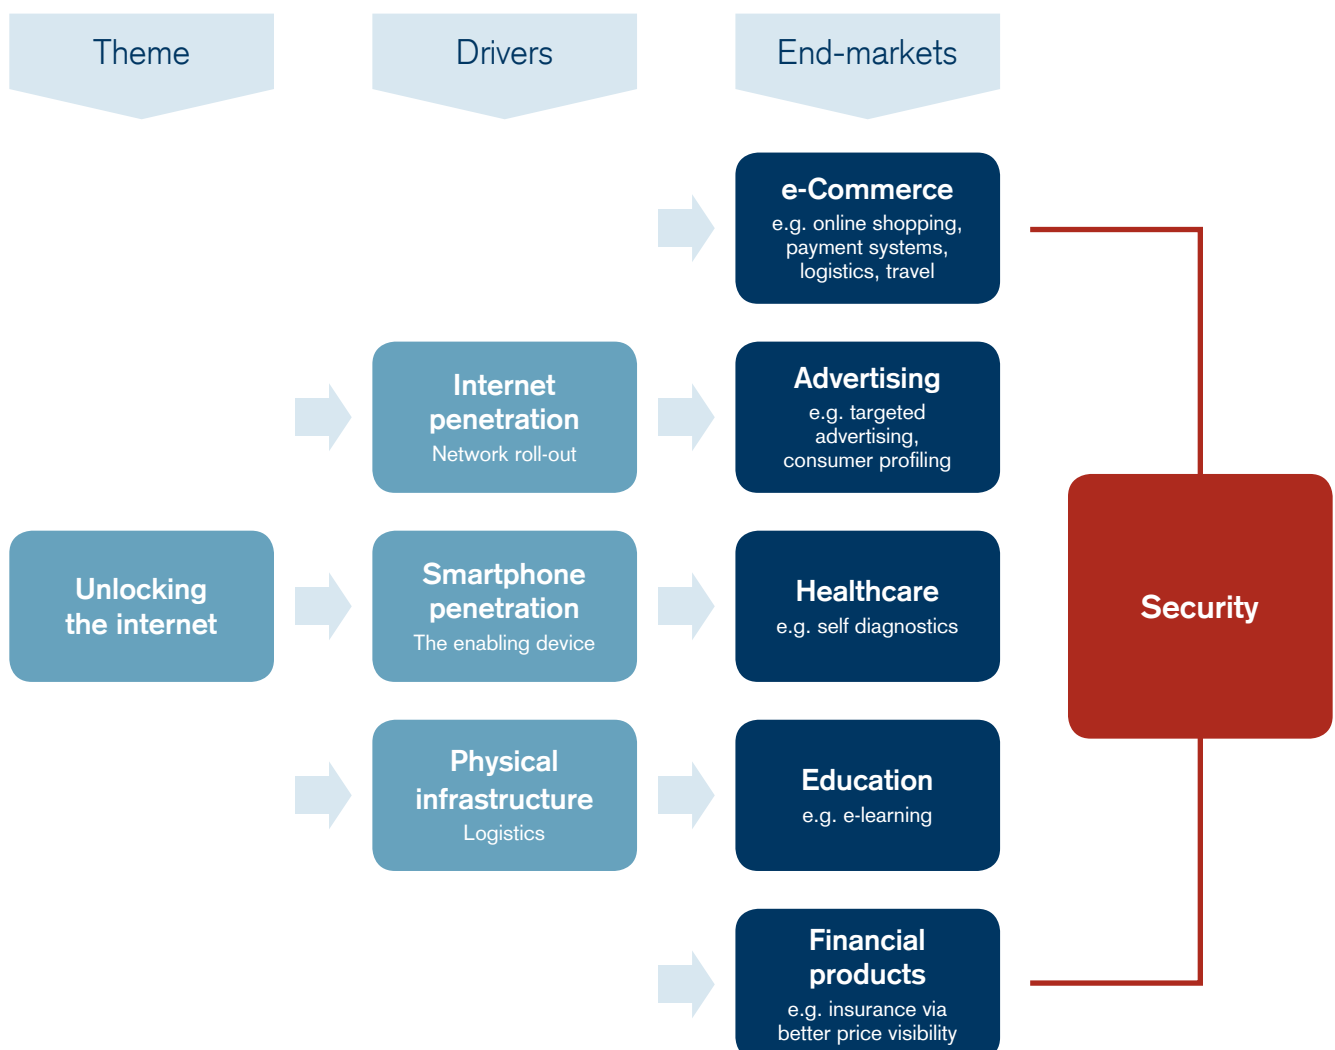 Theme
Drivers
End-markets
e-Commerce
e.g. online shopping,
payment systems,
logistics, travel
Internet
penetration
Network roll-out
Advertising
e.g. targeted
advertising,
consumer profiling
Unlocking
the internet
Smartphone
penetration
The enabling device
Healthcare
e.g. self diagnostics
Security
Physical
infrastructure
Logistics
Education
e.g. e-learning
Financial
products
e.g. insurance via
better price visibility